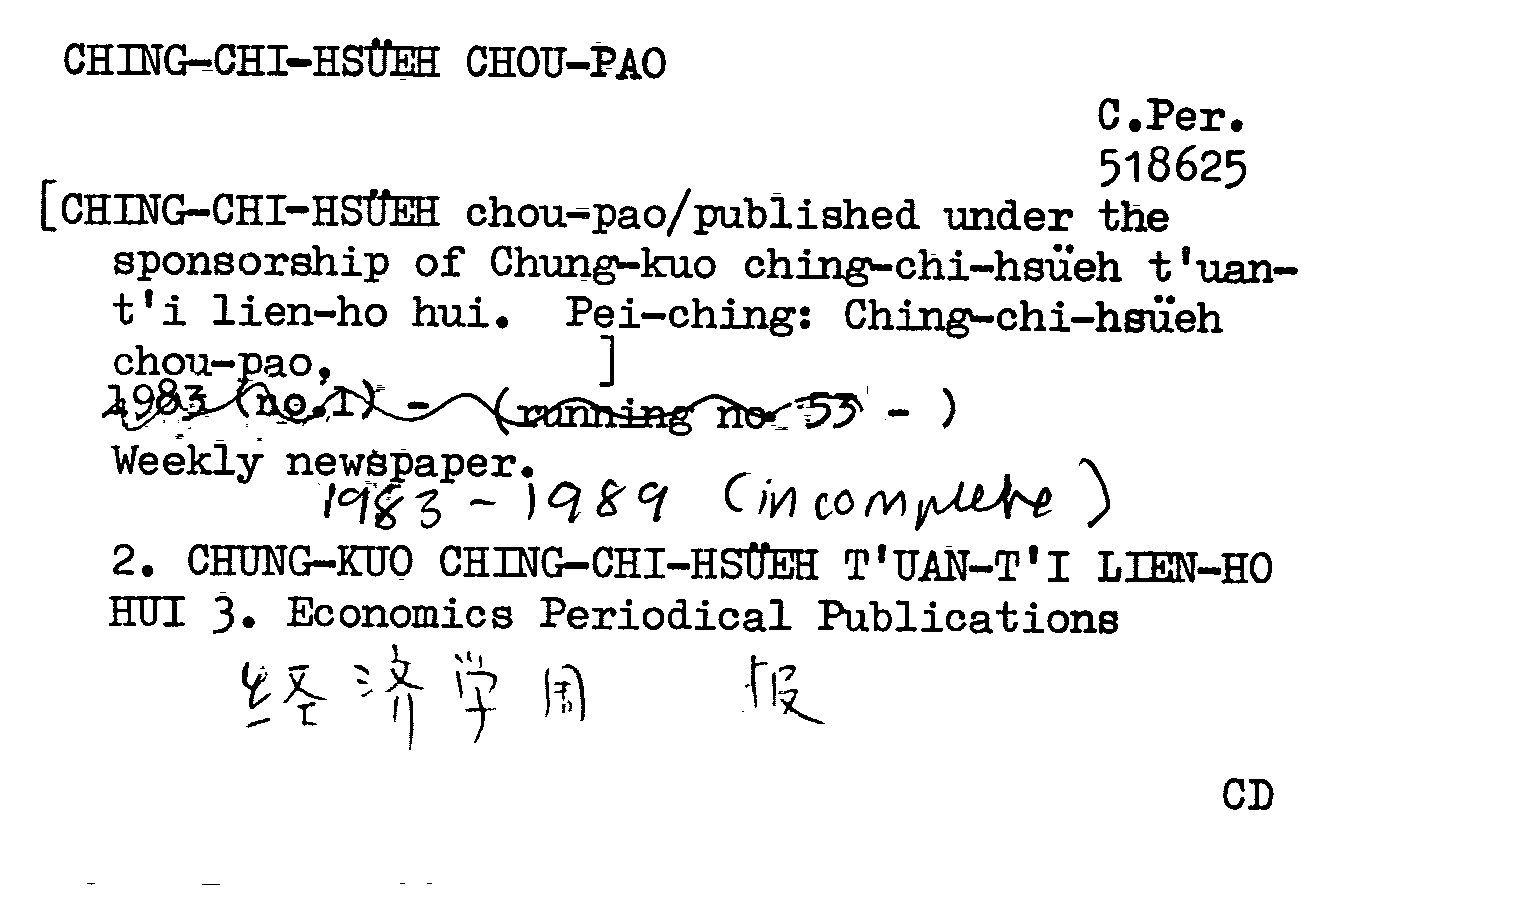 CHING-CHI-HSÜEH CHOU-PAO
C.Per.
518625
[CHING-CHI-HSÜEH chou-pao/published under the
sponsorship of Chung-kuo ching-chi-hsüeh t'uan-
t'i lien-ho hui. Pei-ching: Ching-chi-hsüeh
chou-pao, ]
1983 (no.1) - (running no. 53 - )
Weekly newspaper.
1983 - 1989 (incomplete)
2. CHUNG-KUO CHING-CHI-HSÜEH T'UAN-T'I LIEN-HO
HUI 3. Economics Periodical Publications
经济学周 报
CD